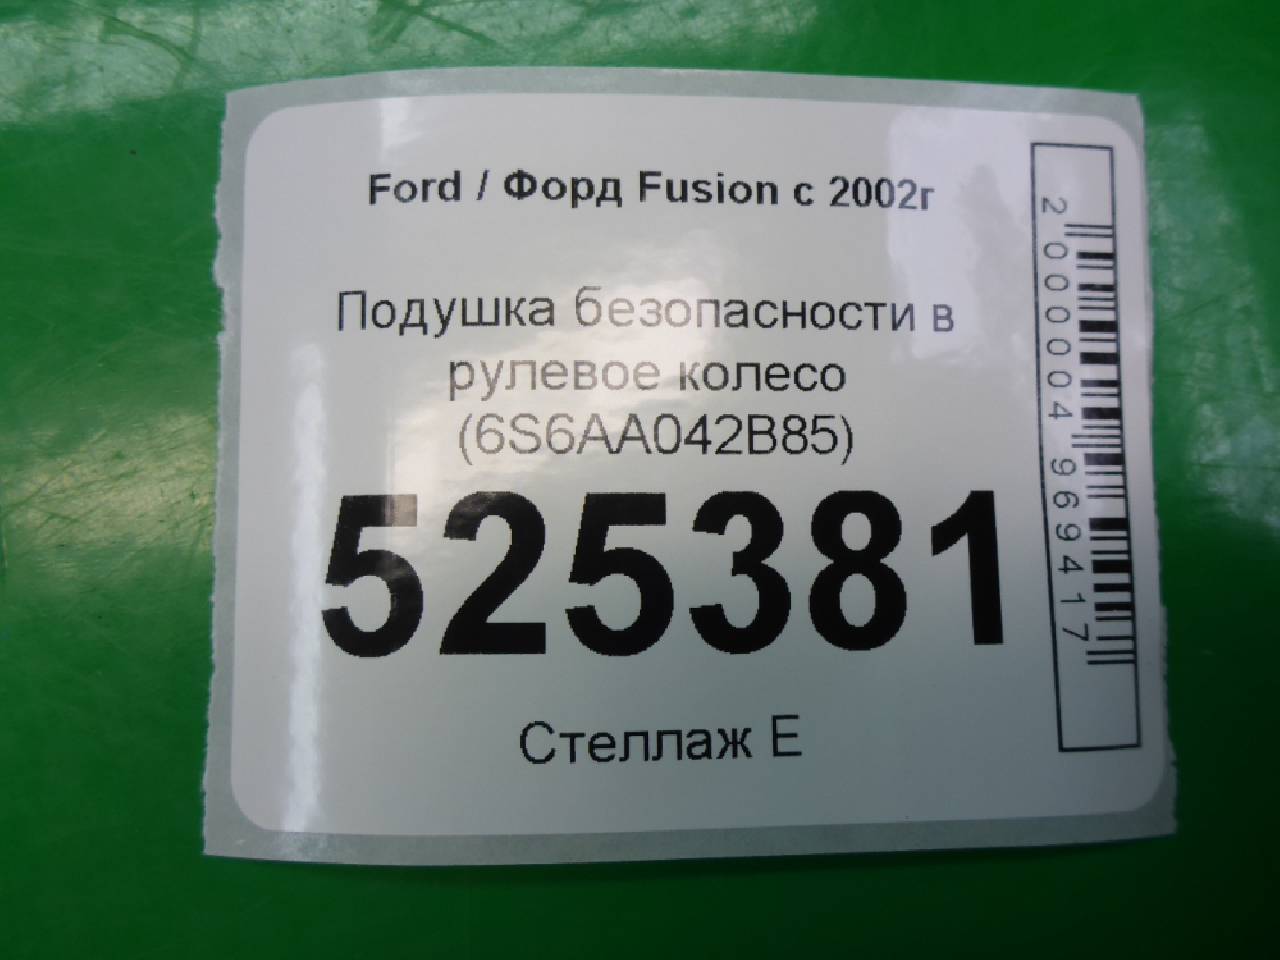 Ford / Форд Fusion с 2002г
Подушка безопасности в
рулевое колесо
(6S6AA042B85)
525381
Стеллаж E
2000004969417